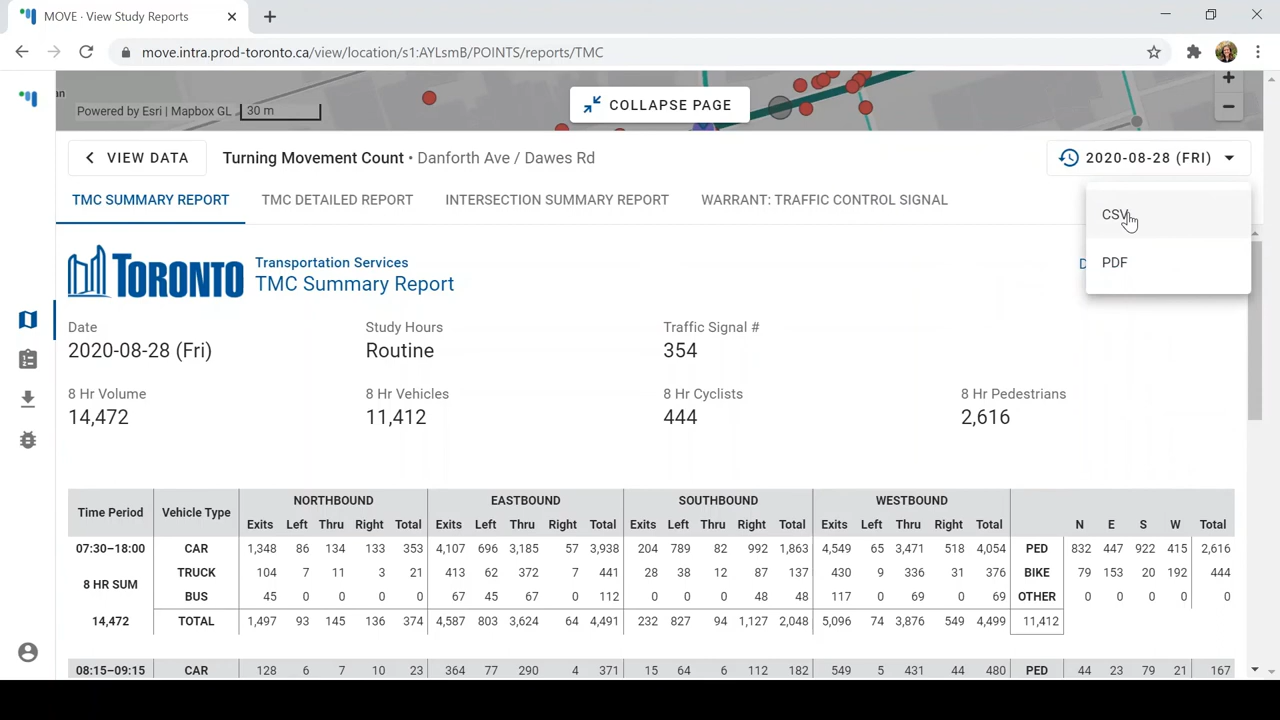 MOVE · View Study Reports
move.intra.prod-toronto.ca/view/location/s1:AYLsmB/POINTS/reports/TMC
an
Powered by Esri | Mapbox GL
30 m
COLLAPSE PAGE
VIEW DATA
Turning Movement Count • Danforth Ave / Dawes Rd
2020-08-28 (FRI)
TMC SUMMARY REPORT TMC DETAILED REPORT INTERSECTION SUMMARY REPORT WARRANT: TRAFFIC CONTROL SIGNAL
CSV
PDF
D
TORONTO
Transportation Services
TMC Summary Report
Date Study Hours Traffic Signal #
2020-08-28 (Fri) Routine 354
8 Hr Volume 8 Hr Vehicles 8 Hr Cyclists 8 Hr Pedestrians
14,472 11,412 444 2,616
Time Period Vehicle Type NORTHBOUND EASTBOUND SOUTHBOUND WESTBOUND
Exits Left Thru Right Total Exits Left Thru Right Total Exits Left Thru Right Total Exits Left Thru Right Total N E S W Total
07:30–18:00 CAR 1,348 86 134 133 353 4,107 696 3,185 57 3,938 204 789 82 992 1,863 4,549 65 3,471 518 4,054 PED 832 447 922 415 2,616
TRUCK 104 7 11 3 21 413 62 372 7 441 28 38 12 87 137 430 9 336 31 376 BIKE 79 153 20 192 444
8 HR SUM
BUS 45 0 0 0 0 67 45 67 0 112 0 0 0 48 48 117 0 69 0 69 OTHER 0 0 0 0 0
14,472 TOTAL 1,497 93 145 136 374 4,587 803 3,624 64 4,491 232 827 94 1,127 2,048 5,096 74 3,876 549 4,499 11,412
08:15–09:15 CAR 128 6 7 10 23 364 77 290 4 371 15 64 6 112 182 549 5 431 44 480 PED 44 23 79 21 167